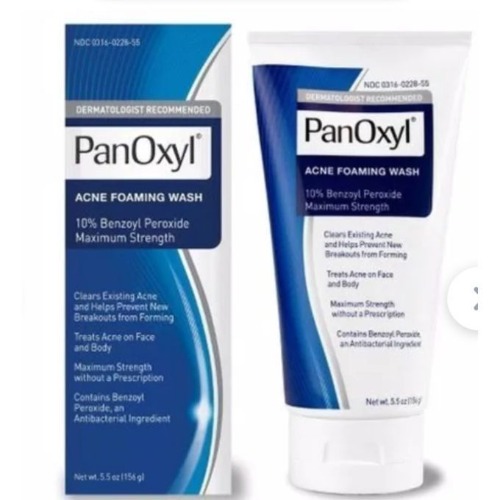 NDC 0316-0228-55
DERMATOLOGIST RECOMMENDED
PanOxyl®
ACNE FOAMING WASH
10% Benzoyl Peroxide
Maximum Strength
Clears Existing Acne
and Helps Prevent New
Breakouts from Forming
Treats Acne on Face
and Body
Maximum Strength
without a Prescription
Contains Benzoyl
Peroxide, an
Antibacterial Ingredient
Net wt. 5.5 oz (156 g)
NDC 0316-0228-55
DERMATOLOGIST RECOMMENDED
PanOxyl®
ACNE FOAMING WASH
10% Benzoyl Peroxide
Maximum Strength
Clears Existing Acne
and Helps Prevent New
Breakouts from Forming
Treats Acne on Face
and Body
Maximum Strength
without a Prescription
Contains Benzoyl Peroxide,
an Antibacterial Ingredient
Net wt. 5.5 oz (156 g)